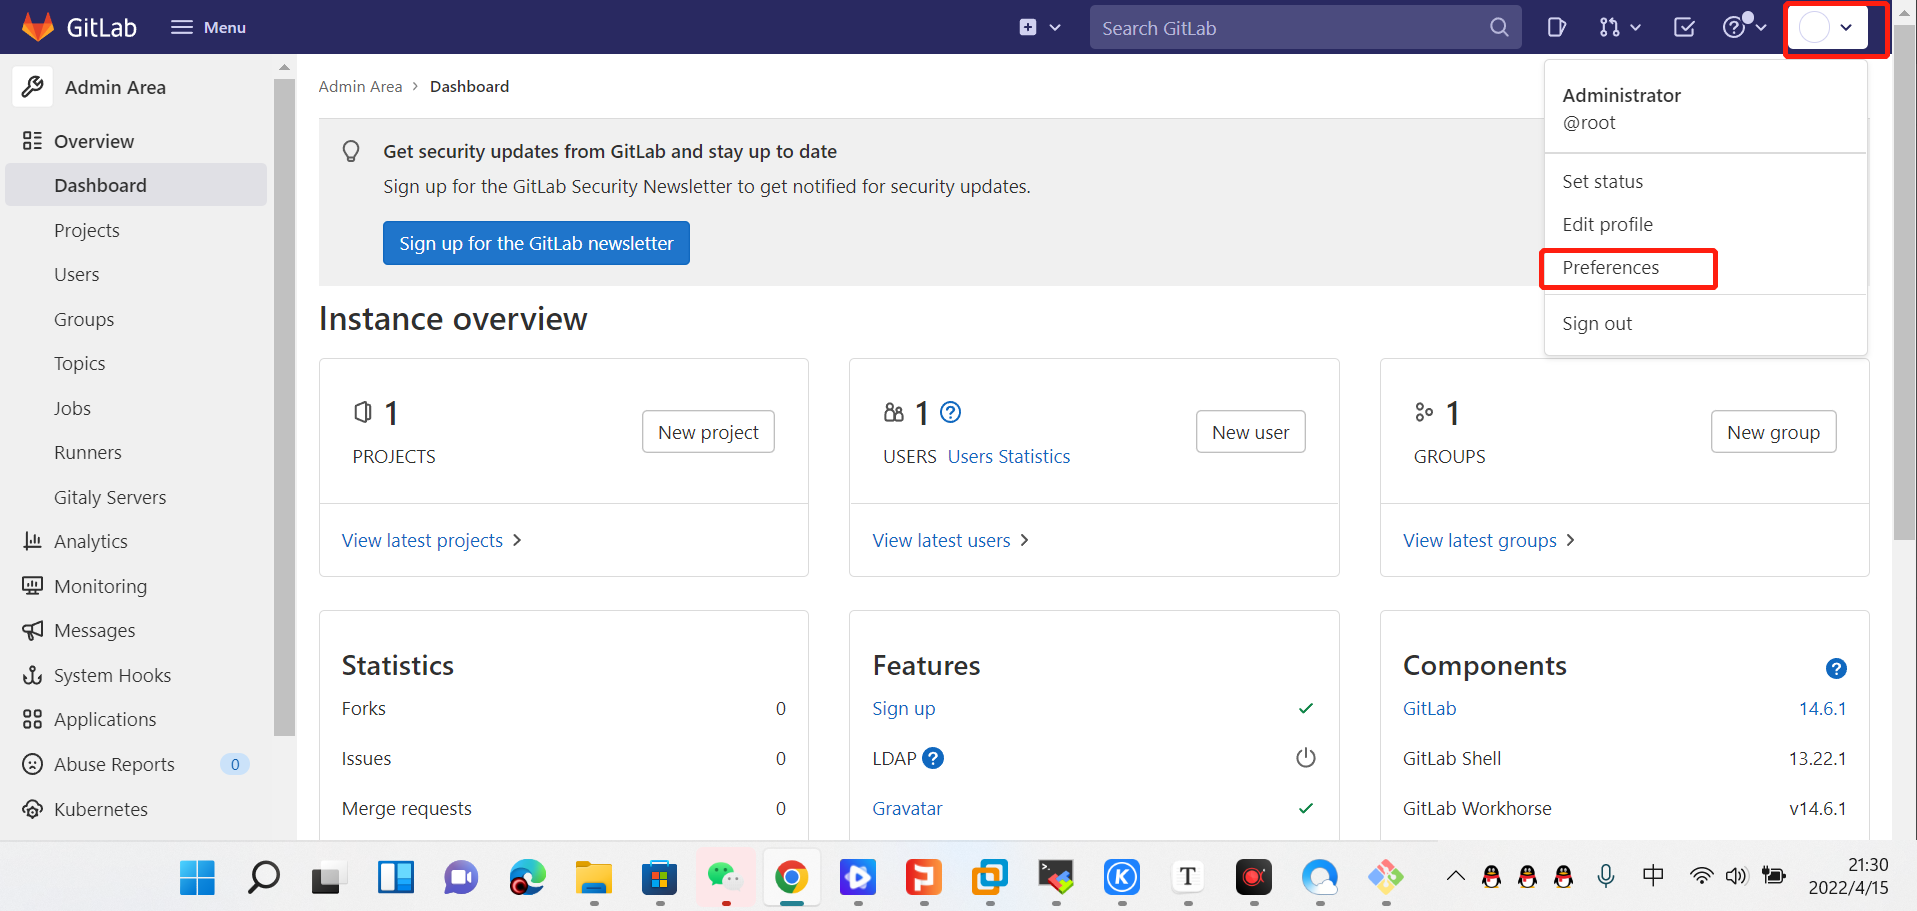 GitLab
Menu
Search GitLab
Admin Area
Overview
Dashboard
Projects
Users
Groups
Topics
Jobs
Runners
Gitaly Servers
Analytics
Monitoring
Messages
System Hooks
Applications
Abuse Reports 0
Kubernetes
Admin Area > Dashboard
Get security updates from GitLab and stay up to date
Sign up for the GitLab Security Newsletter to get notified for security updates.
Sign up for the GitLab newsletter
Administrator
@root
Set status
Edit profile
Preferences
Sign out
Instance overview
1
PROJECTS
New project
View latest projects
1
USERS Users Statistics
New user
View latest users
1
GROUPS
New group
View latest groups
Statistics
Forks 0
Issues 0
Merge requests 0
Features
Sign up
LDAP
Gravatar
Components
GitLab 14.6.1
GitLab Shell 13.22.1
GitLab Workhorse v14.6.1
K
T
中
21:30
2022/4/15